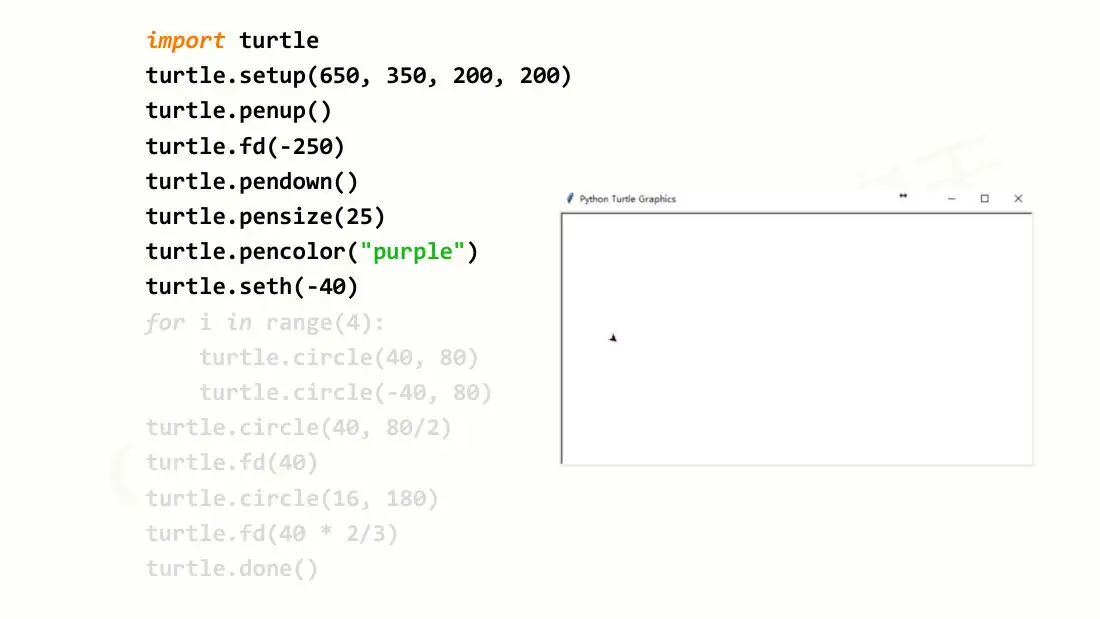 import turtle
turtle.setup(650, 350, 200, 200)
turtle.penup()
turtle.fd(-250)
turtle.pendown()
turtle.pensize(25)
turtle.pencolor("purple")
turtle.seth(-40)
for i in range(4):
    turtle.circle(40, 80)
    turtle.circle(-40, 80)
turtle.circle(40, 80/2)
turtle.fd(40)
turtle.circle(16, 180)
turtle.fd(40 * 2/3)
turtle.done()
Python Turtle Graphics